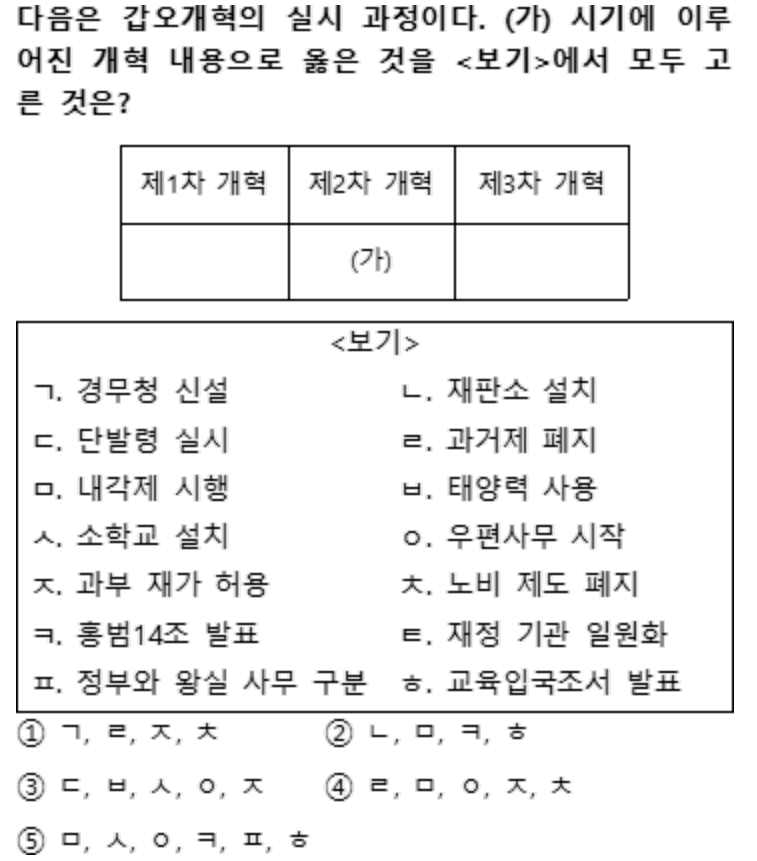 다음은 갑오개혁의 실시 과정이다. (가) 시기에 이루
어진 개혁 내용으로 옳은 것을 <보기>에서 모두 고
른 것은?
제1차 개혁 제2차 개혁 제3차 개혁
(가)
<보기>
ㄱ. 경무청 신설 ㄴ. 재판소 설치
ㄷ. 단발령 실시 ㄹ. 과거제 폐지
ㅁ. 내각제 시행 ㅂ. 태양력 사용
ㅅ. 소학교 설치 ㅇ. 우편사무 시작
ㅈ. 과부 재가 허용 ㅊ. 노비 제도 폐지
ㅋ. 홍범14조 발표 ㅌ. 재정 기관 일원화
ㅍ. 정부와 왕실 사무 구분 ㅎ. 교육입국조서 발표
① ㄱ, ㄹ, ㅈ, ㅊ ② ㄴ, ㅁ, ㅋ, ㅎ
③ ㄷ, ㅂ, ㅅ, ㅇ, ㅈ ④ ㄹ, ㅁ, ㅇ, ㅈ, ㅊ
⑤ ㅁ, ㅅ, ㅇ, ㅋ, ㅍ, ㅎ